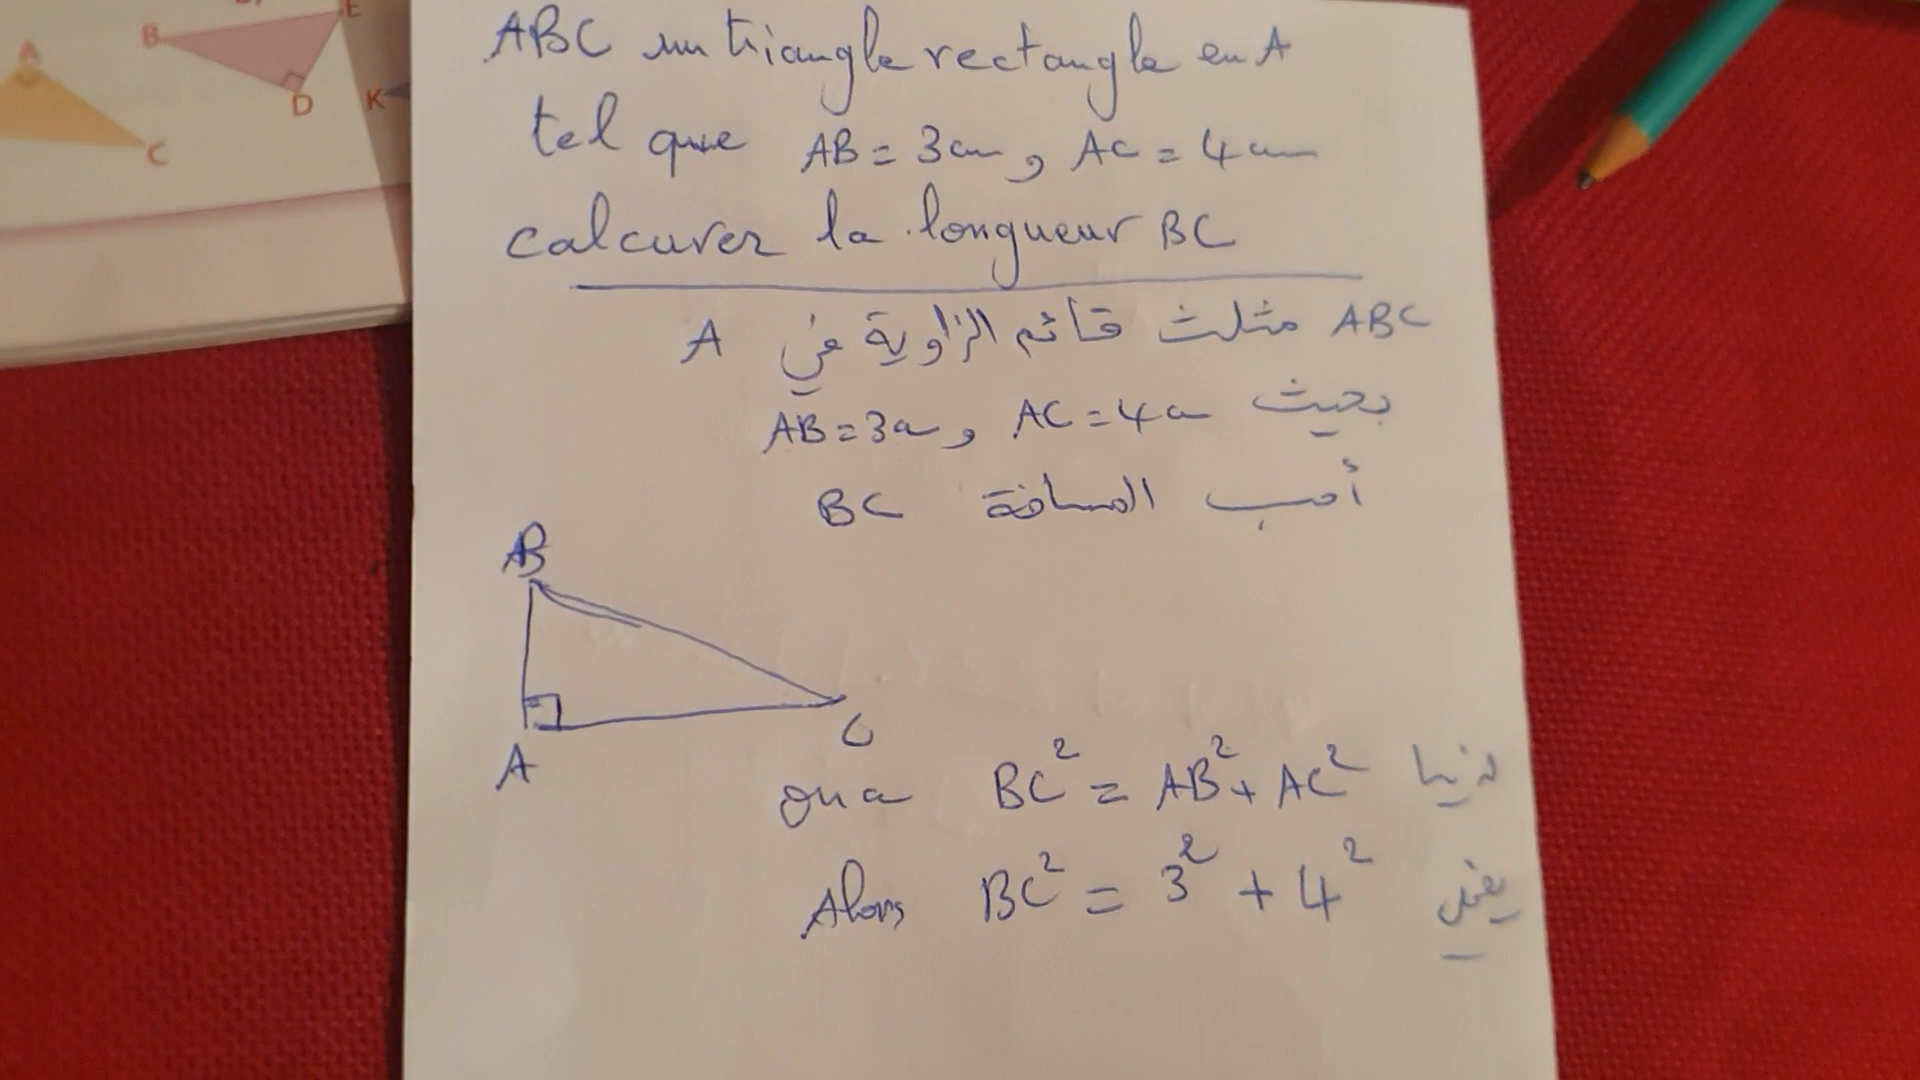 ABC un triangle rectangle en A
tel que AB = 3cm, AC = 4cm
calculer la longueur BC
ABC مثلث قائم الزاوية في A
بحيث AC = 4cm , AB = 3cm
أحسب المسافة BC
B
A
C
on a BC² = AB² + AC² لدينا
Alors BC² = 3² + 4² يعني
A
C
B
E
D
K